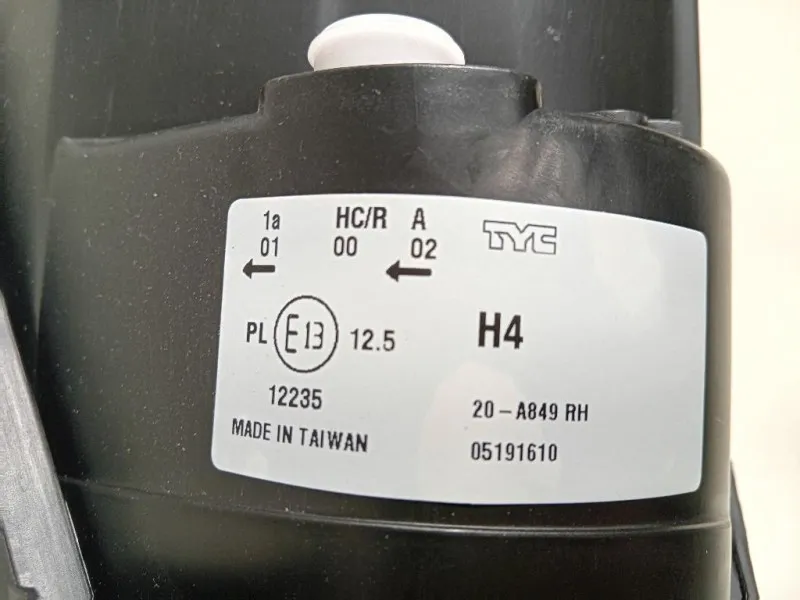 1a HC/R A TYC
01 00 02
PL E13 12.5 H4
12235
20-A849 RH
MADE IN TAIWAN
05191610